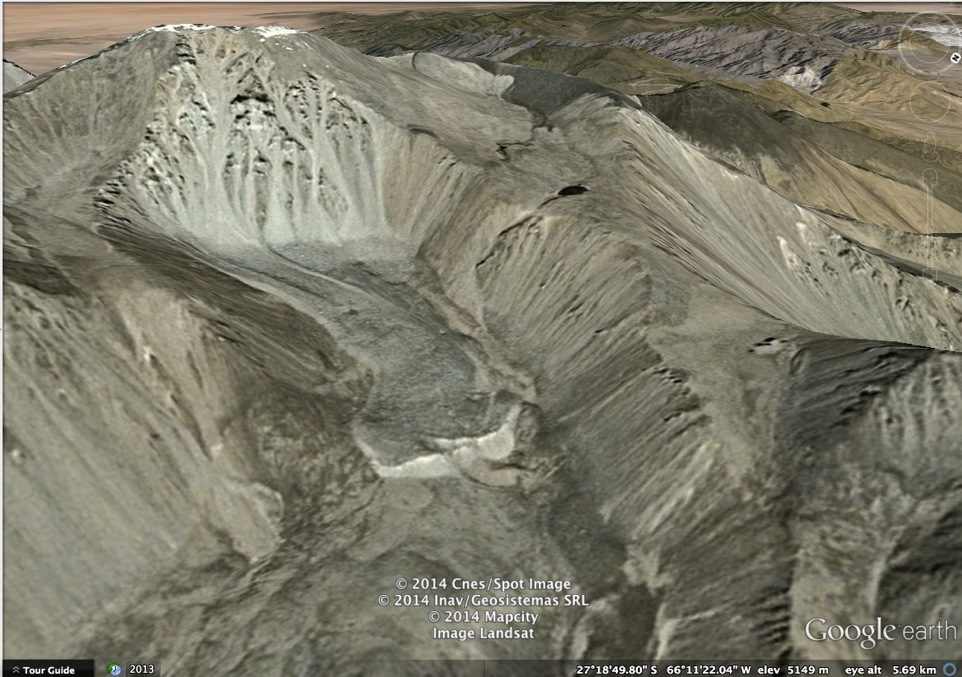 N
© 2014 Cnes/Spot Image
© 2014 Inav/Geosistemas SRL
© 2014 Mapcity
Image Landsat
Google earth
Tour Guide
2013
27°18'49.80" S 66°11'22.04" W elev 5149 m eye alt 5.69 km